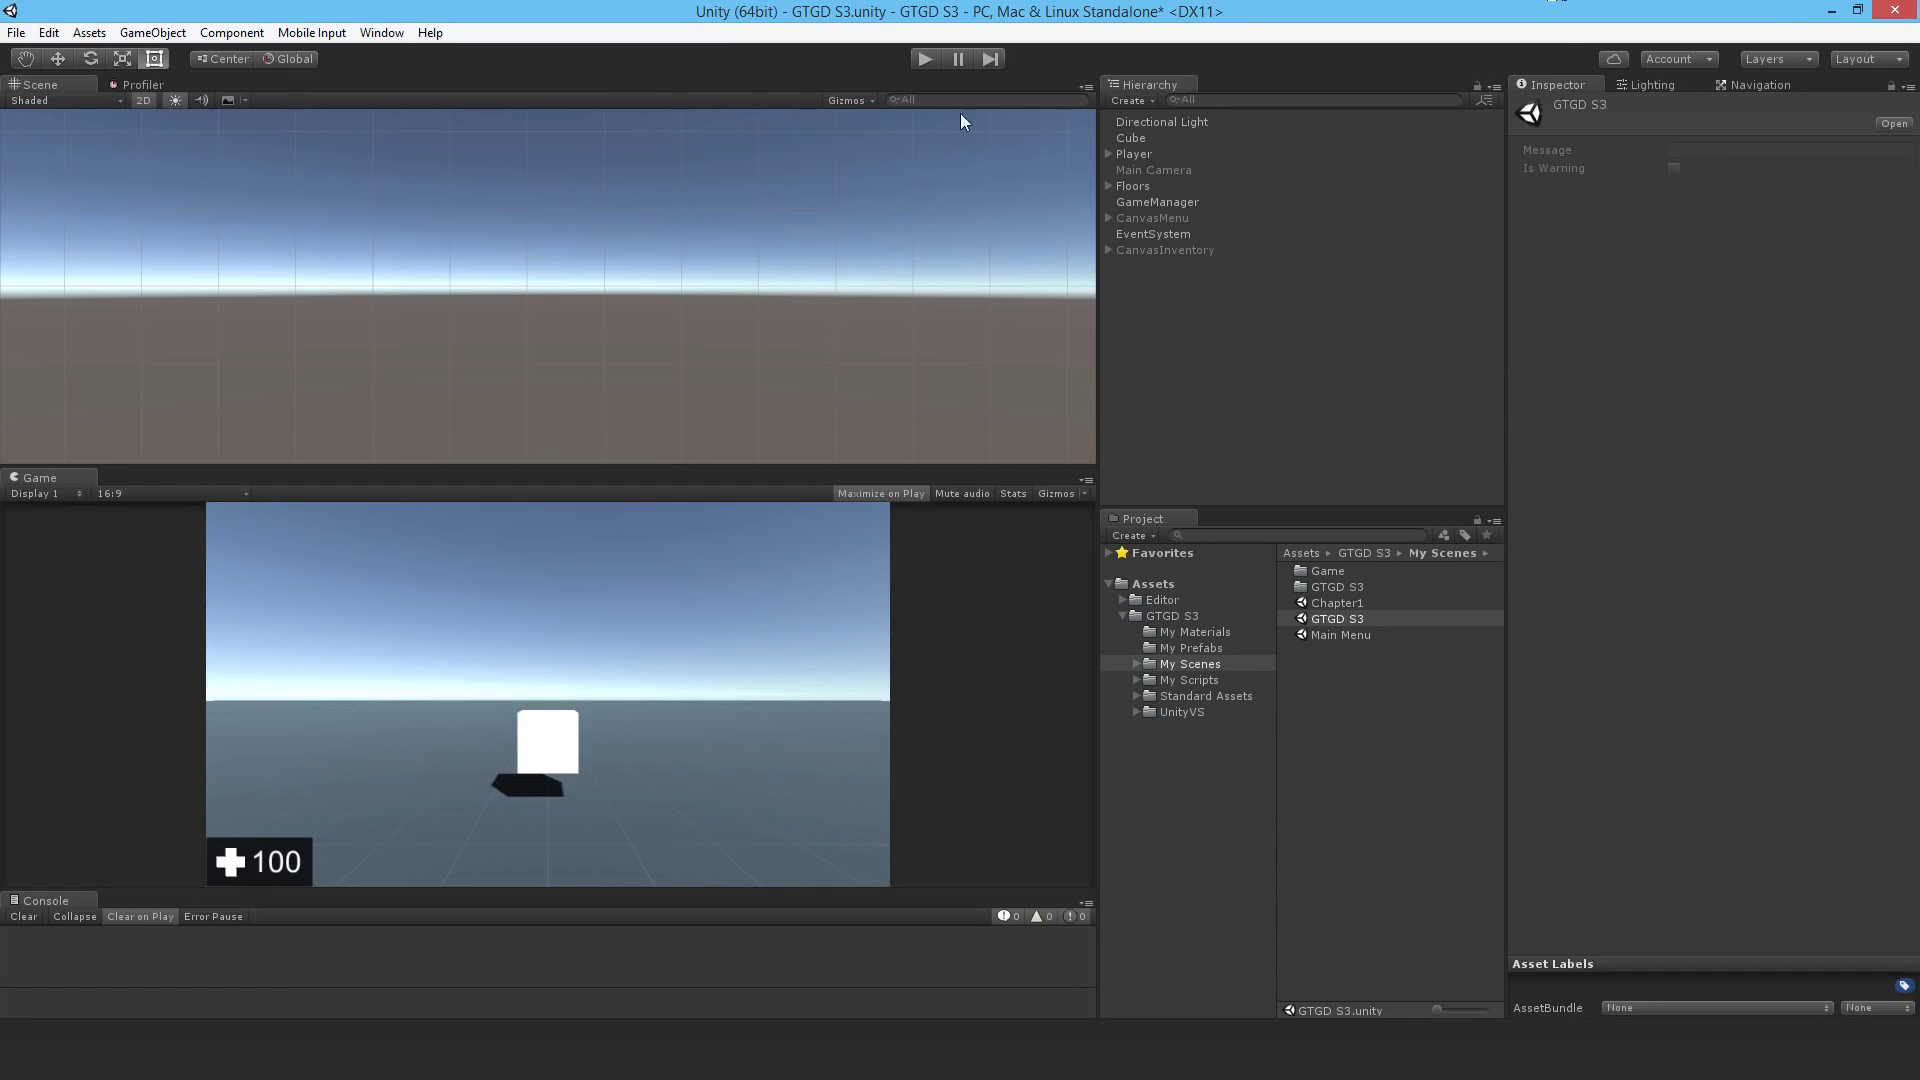 Unity (64bit) - GTGD S3.unity - GTGD S3 - PC, Mac & Linux Standalone* <DX11>
File Edit Assets GameObject Component Mobile Input Window Help
Center Global Account Layers Layout
Scene Profiler
Shaded 2D Gizmos All
Hierarchy
Create All
Directional Light
Cube
Player
Main Camera
Floors
GameManager
CanvasMenu
EventSystem
CanvasInventory
Inspector Lighting Navigation
GTGD S3
Open
Message
Is Warning
Game
Display 1 16:9 Maximize on Play Mute audio Stats Gizmos
100
Project
Create
Favorites
Assets
Editor
GTGD S3
My Materials
My Prefabs
My Scenes
My Scripts
Standard Assets
UnityVS
Assets GTGD S3 My Scenes
Game
GTGD S3
Chapter1
GTGD S3
Main Menu
GTGD S3.unity
Console
Clear Collapse Clear on Play Error Pause 0 0 0
Asset Labels
AssetBundle None None